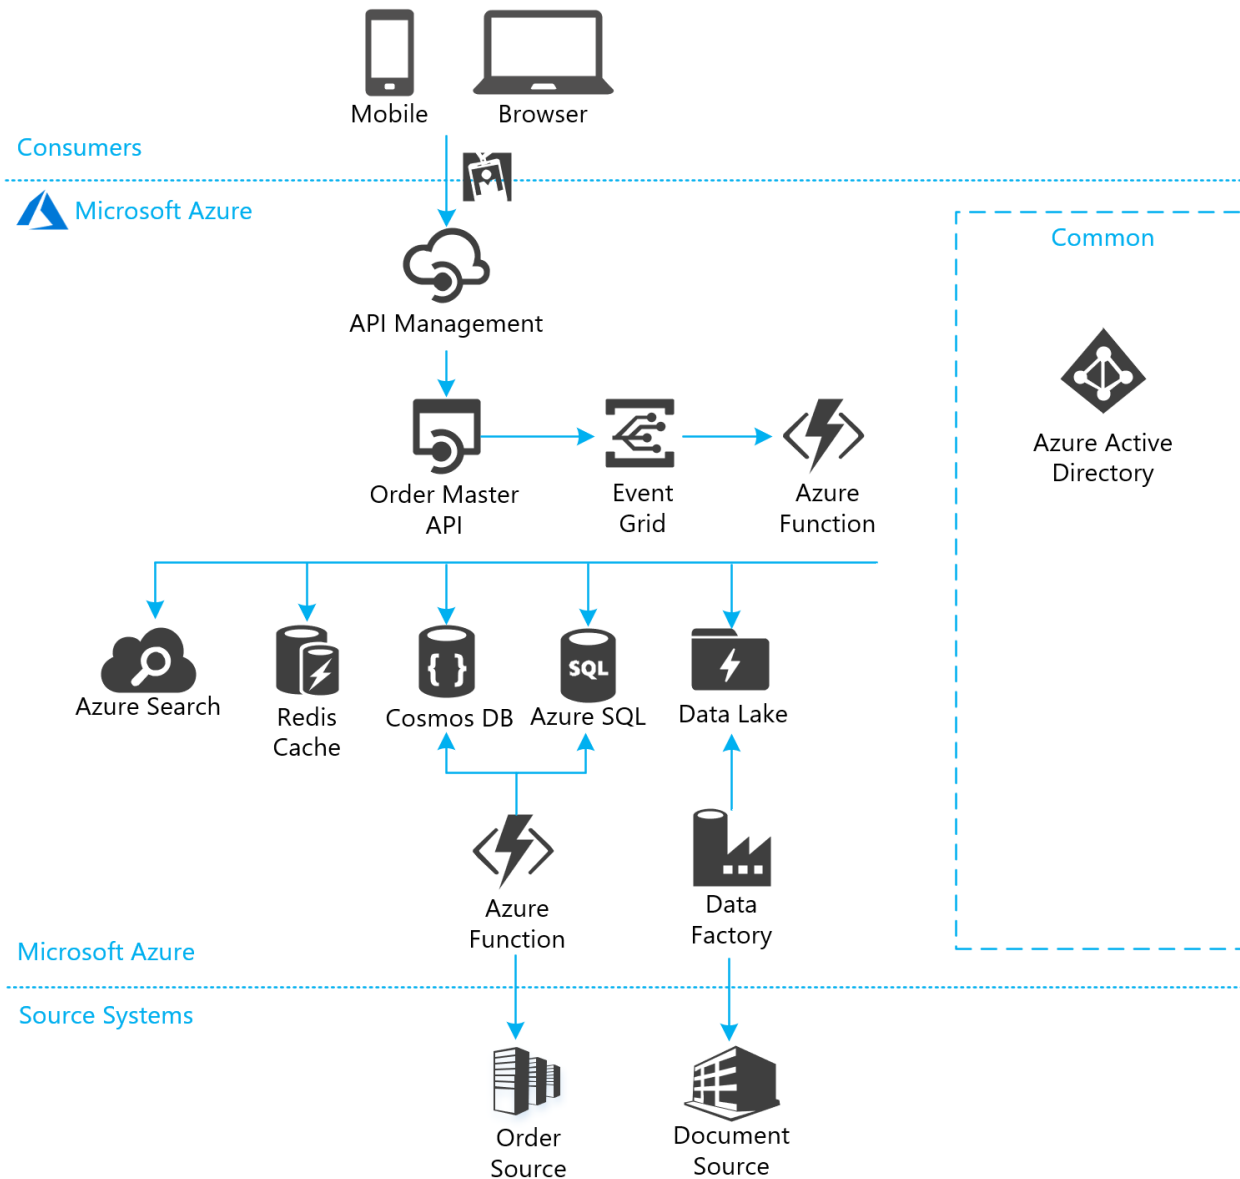 Mobile
Browser
Consumers
Microsoft Azure
Common
API Management
Azure Active
Directory
Order Master
API
Event
Grid
Azure
Function
Azure Search
Redis
Cache
{ }
Cosmos DB
SQL
Azure SQL
Data Lake
Azure
Function
Data
Factory
Microsoft Azure
Source Systems
Order
Source
Document
Source